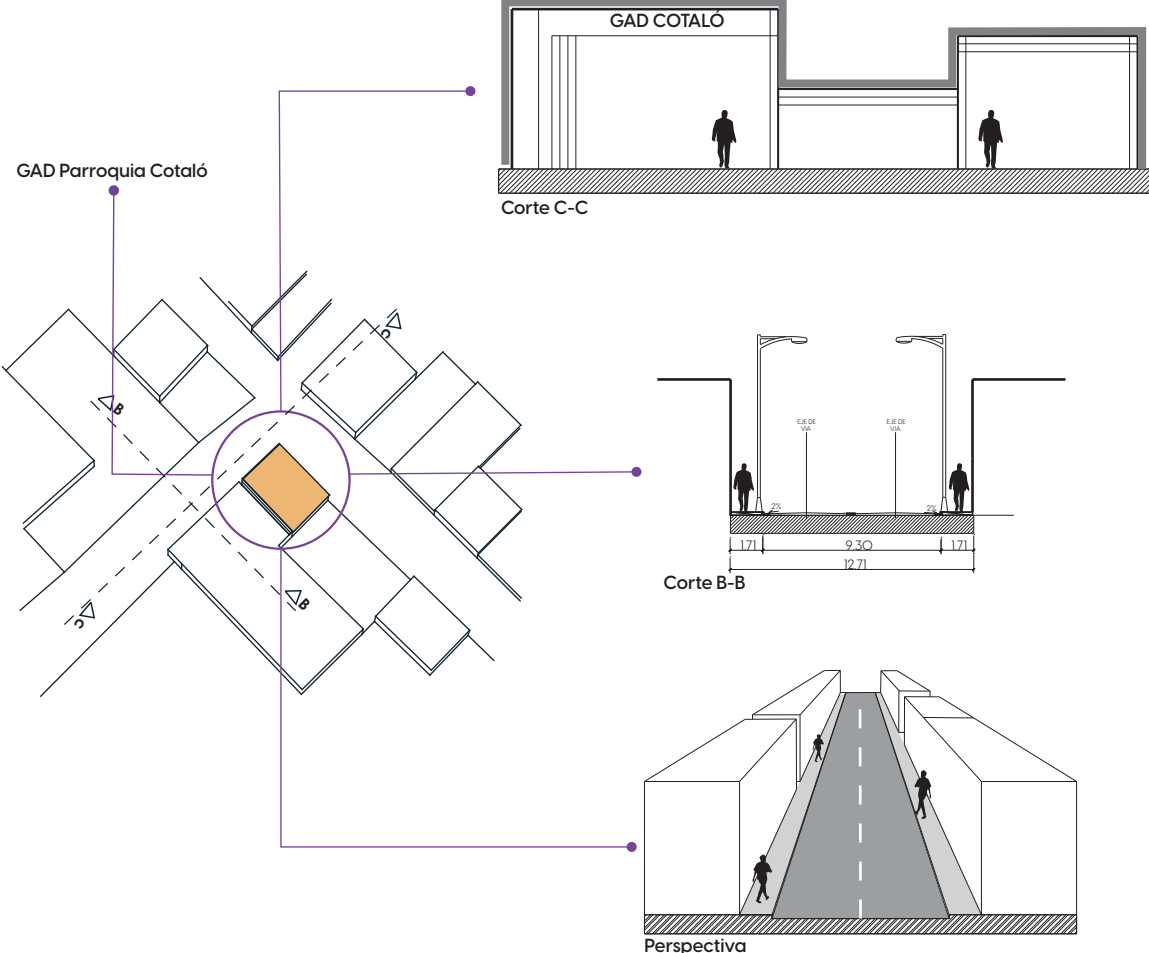 GAD COTALÓ
Corte C-C
GAD Parroquia Cotaló
C
B
B
C
EJE DE
VIA
EJE DE
VIA
2%
2%
1.71
9.30
1.71
12.71
Corte B-B
Perspectiva